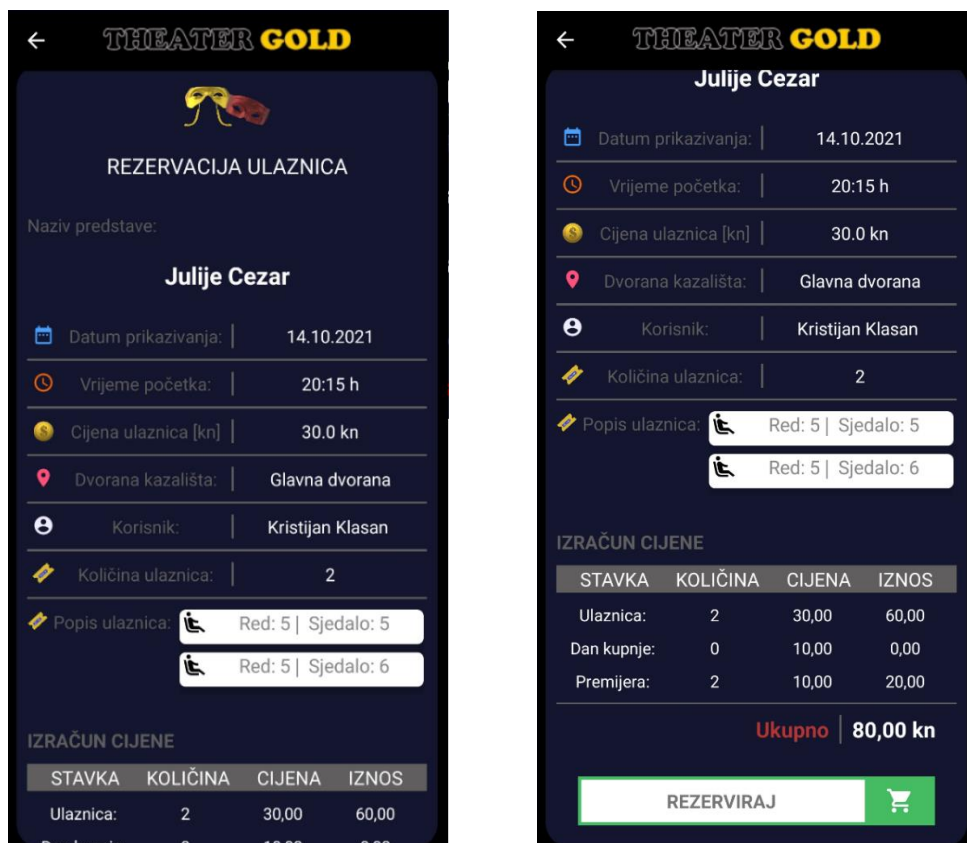 THEATER GOLD
REZERVACIJA ULAZNICA
Naziv predstave:
Julije Cezar
Datum prikazivanja: 14.10.2021
Vrijeme početka: 20:15 h
Cijena ulaznica [kn] 30.0 kn
Dvorana kazališta: Glavna dvorana
Korisnik: Kristijan Klasan
Količina ulaznica: 2
Popis ulaznica: Red: 5 | Sjedalo: 5
Red: 5 | Sjedalo: 6
IZRAČUN CIJENE
STAVKA KOLIČINA CIJENA IZNOS
Ulaznica: 2 30,00 60,00
THEATER GOLD
Julije Cezar
Datum prikazivanja: 14.10.2021
Vrijeme početka: 20:15 h
Cijena ulaznica [kn] 30.0 kn
Dvorana kazališta: Glavna dvorana
Korisnik: Kristijan Klasan
Količina ulaznica: 2
Popis ulaznica: Red: 5 | Sjedalo: 5
Red: 5 | Sjedalo: 6
IZRAČUN CIJENE
STAVKA KOLIČINA CIJENA IZNOS
Ulaznica: 2 30,00 60,00
Dan kupnje: 0 10,00 0,00
Premijera: 2 10,00 20,00
Ukupno 80,00 kn
REZERVIRAJ